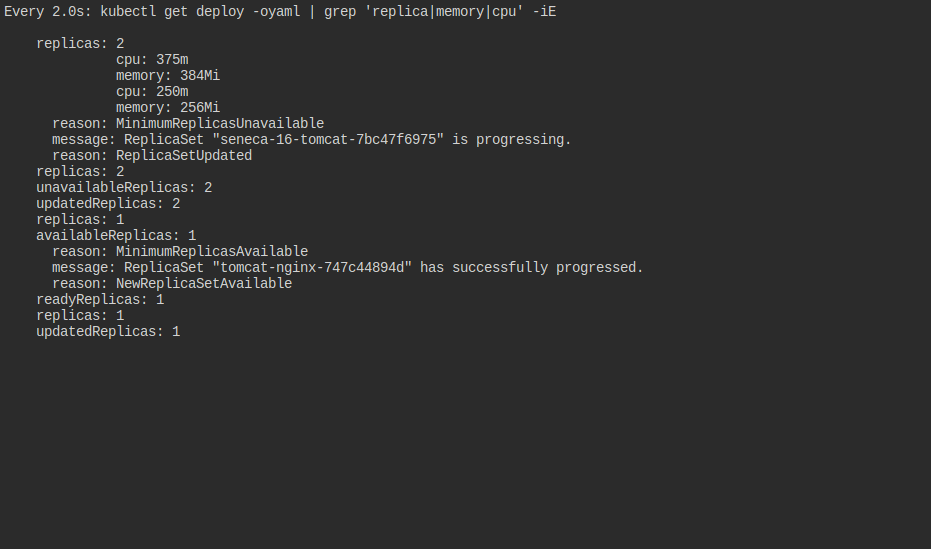 Every 2.0s: kubectl get deploy -oyaml | grep 'replica|memory|cpu' -iE
replicas: 2
cpu: 375m
memory: 384Mi
cpu: 250m
memory: 256Mi
reason: MinimumReplicasUnavailable
message: ReplicaSet "seneca-16-tomcat-7bc47f6975" is progressing.
reason: ReplicaSetUpdated
replicas: 2
unavailableReplicas: 2
updatedReplicas: 2
replicas: 1
availableReplicas: 1
reason: MinimumReplicasAvailable
message: ReplicaSet "tomcat-nginx-747c44894d" has successfully progressed.
reason: NewReplicaSetAvailable
readyReplicas: 1
replicas: 1
updatedReplicas: 1